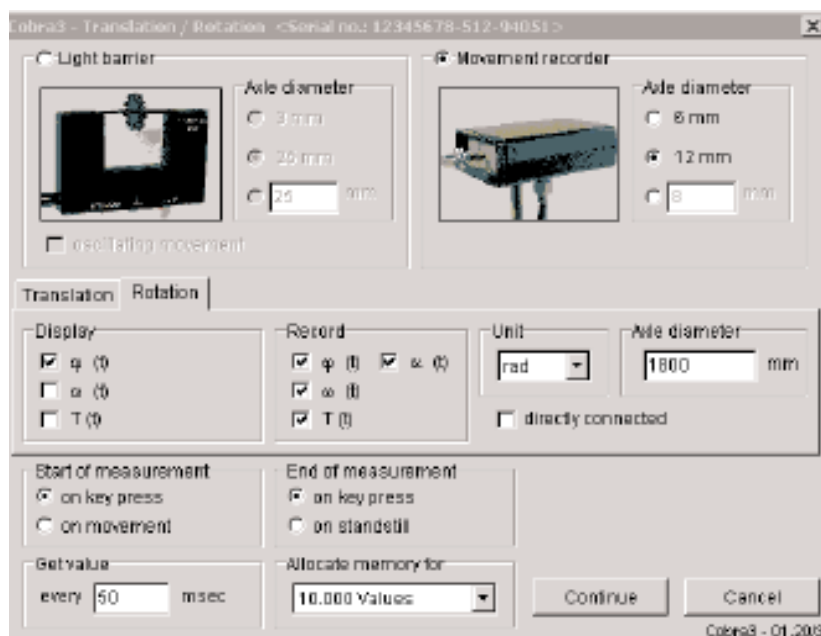 Cobra3 - Translation / Rotation <Serial no.: 12345678-512-94051>
Light barrier
Axle diameter
3 mm
25 mm
25 mm
oscillating movement
Movement recorder
Axle diameter
6 mm
12 mm
8 mm
Translation Rotation
Display
φ (t)
ω (t)
T (t)
Record
φ (t) α (t)
ω (t)
T (t)
Unit
rad
Axle diameter
1800 mm
directly connected
Start of measurement
on key press
on movement
End of measurement
on key press
on standstill
Get value
every 50 msec
Allocate memory for
10.000 Values
Continue
Cancel